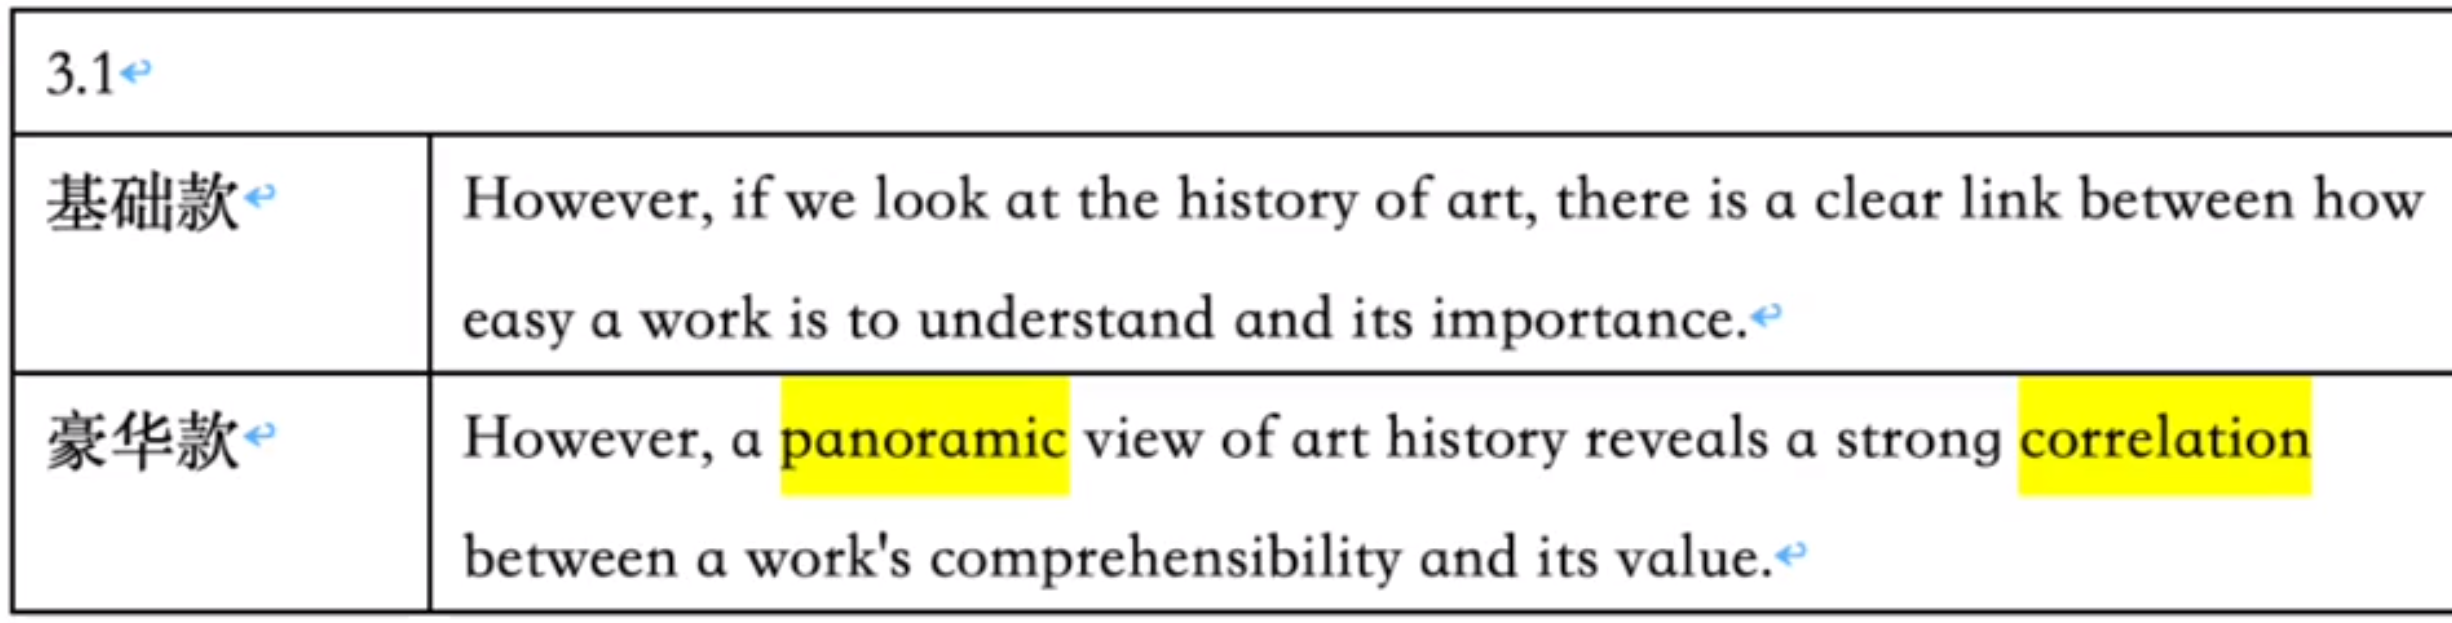 3.1
基础款
However, if we look at the history of art, there is a clear link between how
easy a work is to understand and its importance.
豪华款
However, a panoramic view of art history reveals a strong correlation
between a work's comprehensibility and its value.